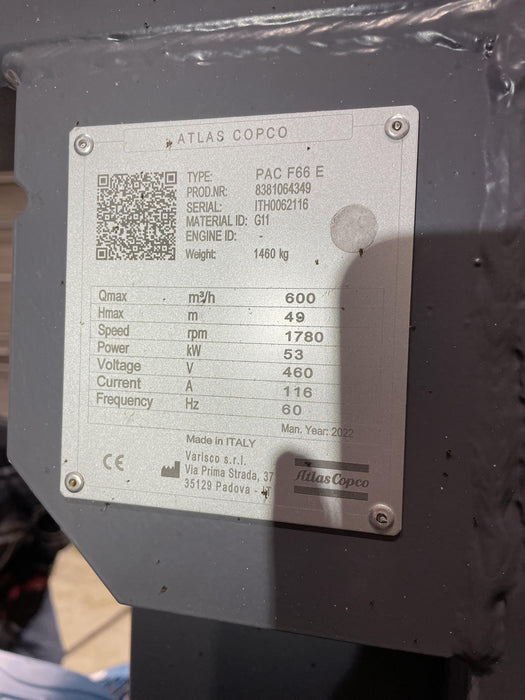 ATLAS COPCO
TYPE: PAC F66 E
PROD.NR: 8381064349
SERIAL: ITH0062116
MATERIAL ID: G11
ENGINE ID: -
Weight: 1460 kg
Qmax m³/h 600
Hmax m 49
Speed rpm 1780
Power kW 53
Voltage V 460
Current A 116
Frequency Hz 60
Man. Year: 2022
Made in ITALY
Varisco s.r.l.
Via Prima Strada, 37
35129 Padova - IT
CE
Atlas Copco